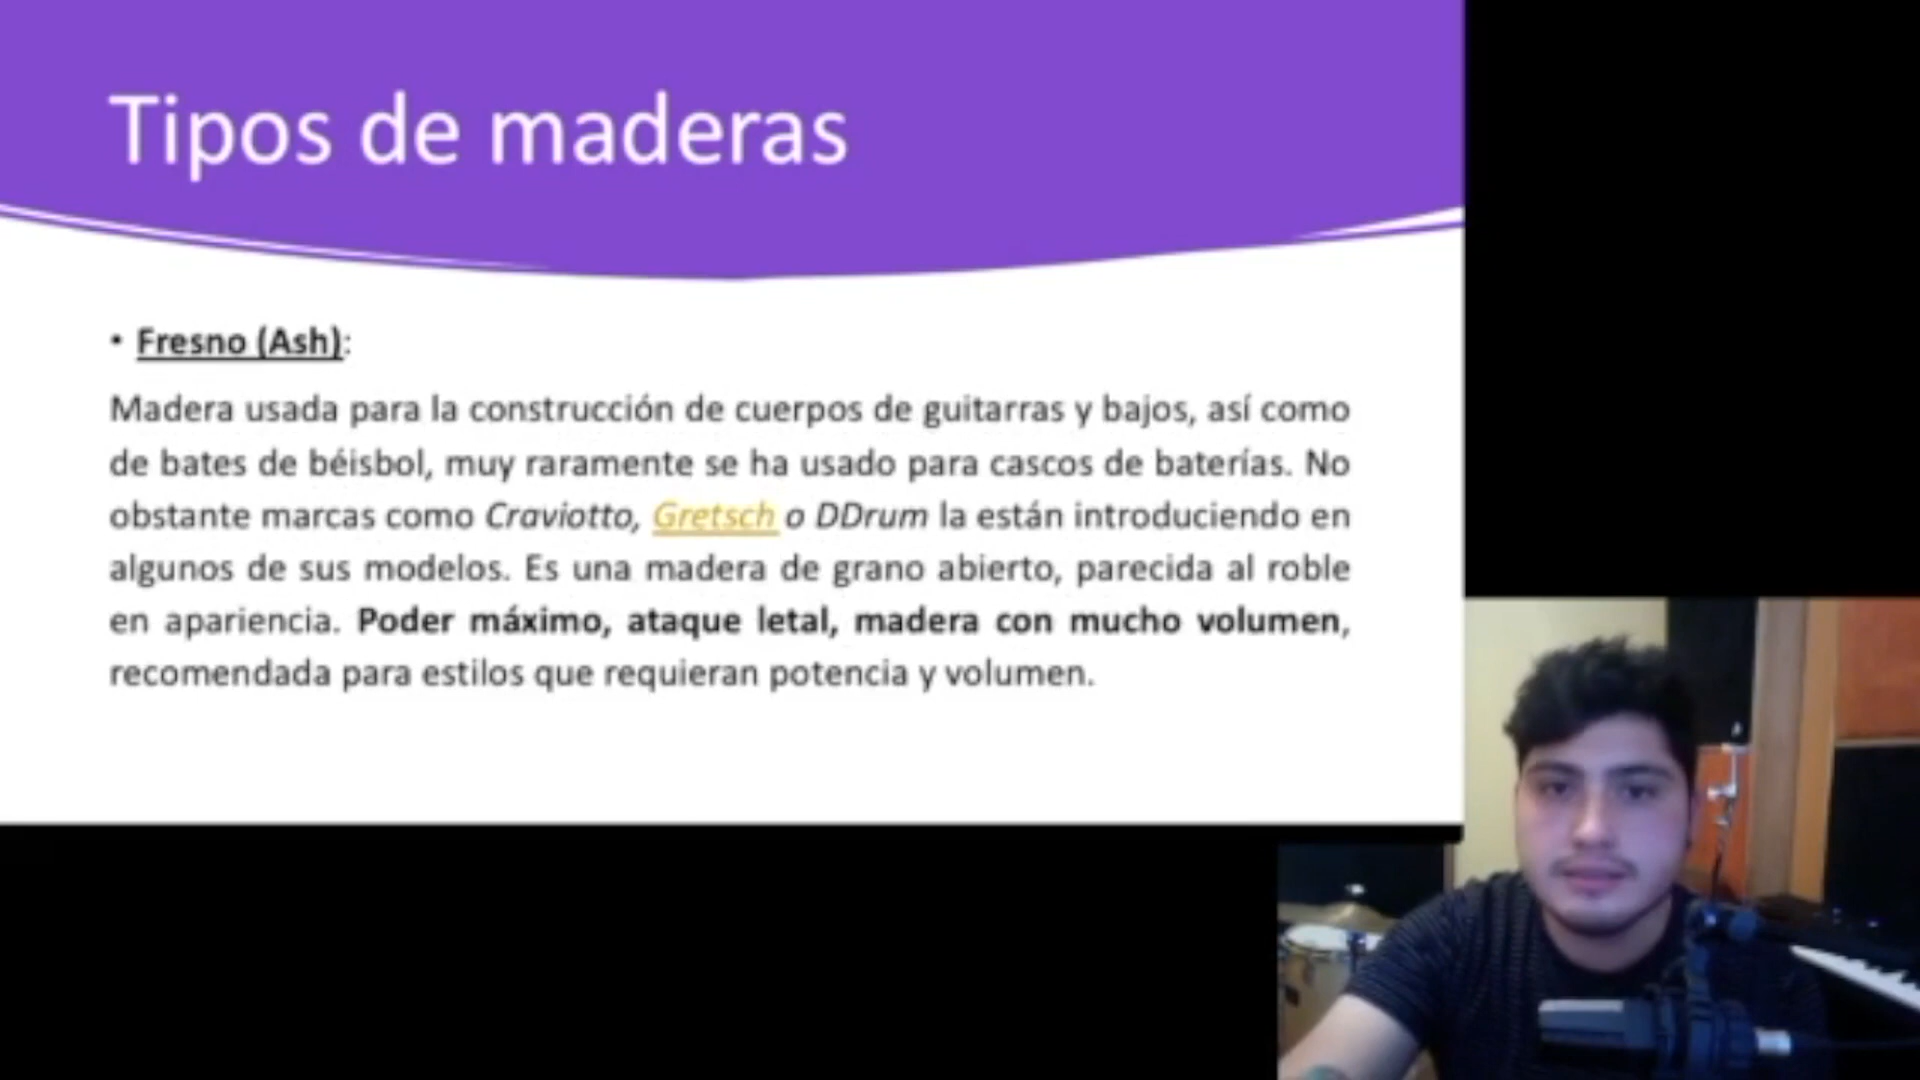 Tipos de maderas
• Fresno (Ash):
Madera usada para la construcción de cuerpos de guitarras y bajos, así como
de bates de béisbol, muy raramente se ha usado para cascos de baterías. No
obstante marcas como Craviotto, Gretsch o DDrum la están introduciendo en
algunos de sus modelos. Es una madera de grano abierto, parecida al roble
en apariencia. Poder máximo, ataque letal, madera con mucho volumen,
recomendada para estilos que requieran potencia y volumen.